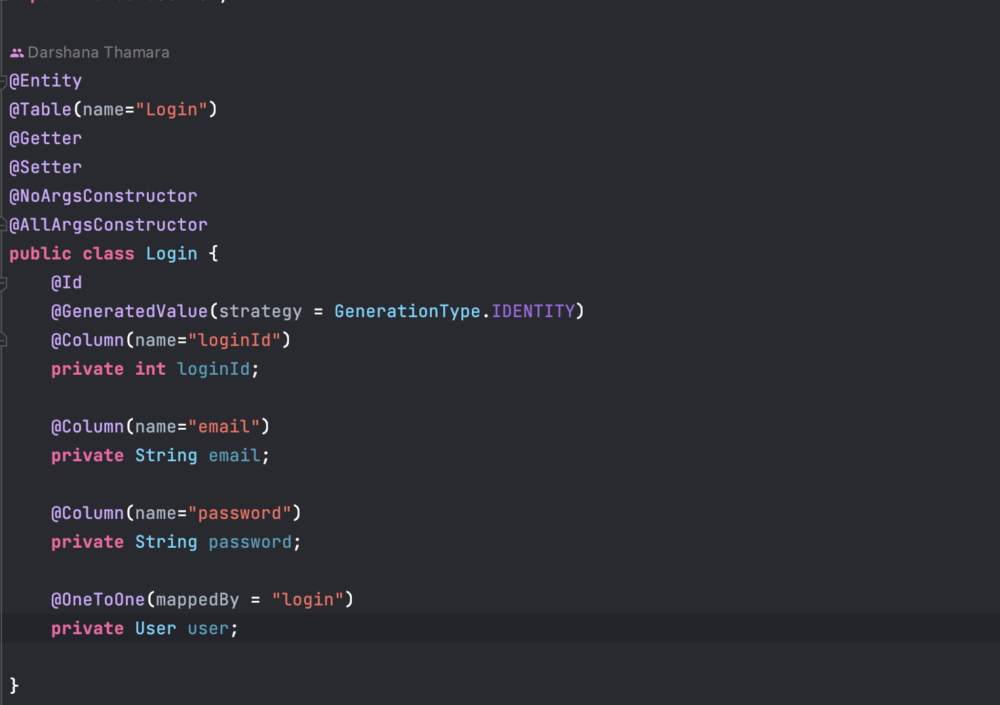 Darshana Thamara
@Entity
@Table(name="Login")
@Getter
@Setter
@NoArgsConstructor
@AllArgsConstructor
public class Login {
    @Id
    @GeneratedValue(strategy = GenerationType.IDENTITY)
    @Column(name="loginId")
    private int loginId;
    @Column(name="email")
    private String email;
    @Column(name="password")
    private String password;
    @OneToOne(mappedBy = "login")
    private User user;
}